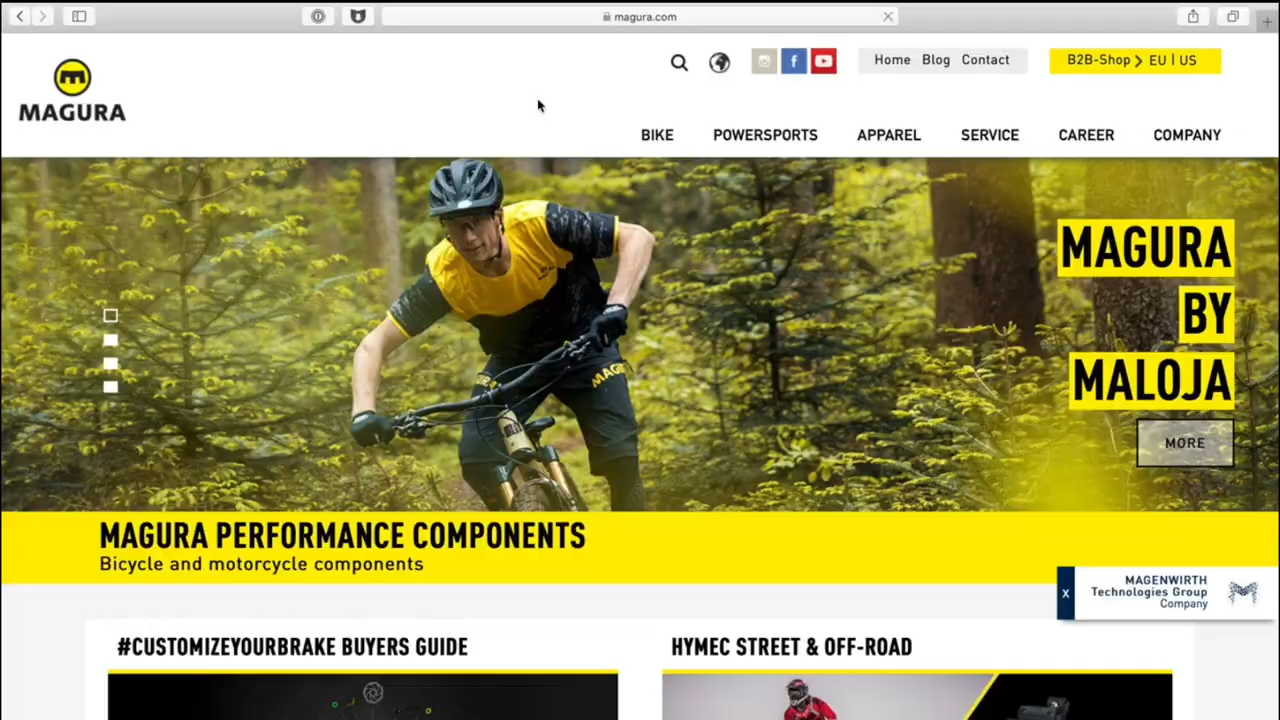 magura.com
MAGURA
Home Blog Contact
B2B-Shop > EU | US
BIKE POWERSPORTS APPAREL SERVICE CAREER COMPANY
MAGURA
BY
MALOJA
MORE
MAGURA PERFORMANCE COMPONENTS
Bicycle and motorcycle components
X
MAGENWIRTH
Technologies Group
Company
#CUSTOMIZEYOURBRAKE BUYERS GUIDE
HYMEC STREET & OFF-ROAD